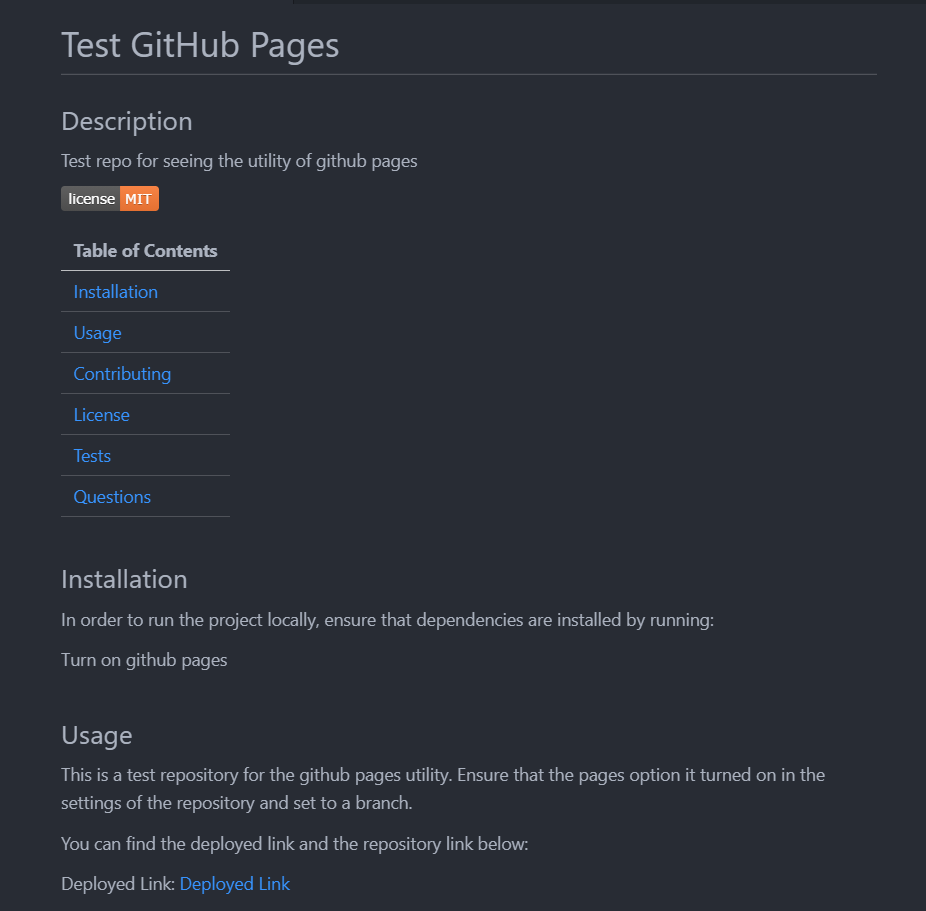 Test GitHub Pages
Description
Test repo for seeing the utility of github pages
license MIT
Table of Contents
Installation
Usage
Contributing
License
Tests
Questions
Installation
In order to run the project locally, ensure that dependencies are installed by running:
Turn on github pages
Usage
This is a test repository for the github pages utility. Ensure that the pages option it turned on in the
settings of the repository and set to a branch.
You can find the deployed link and the repository link below:
Deployed Link: Deployed Link